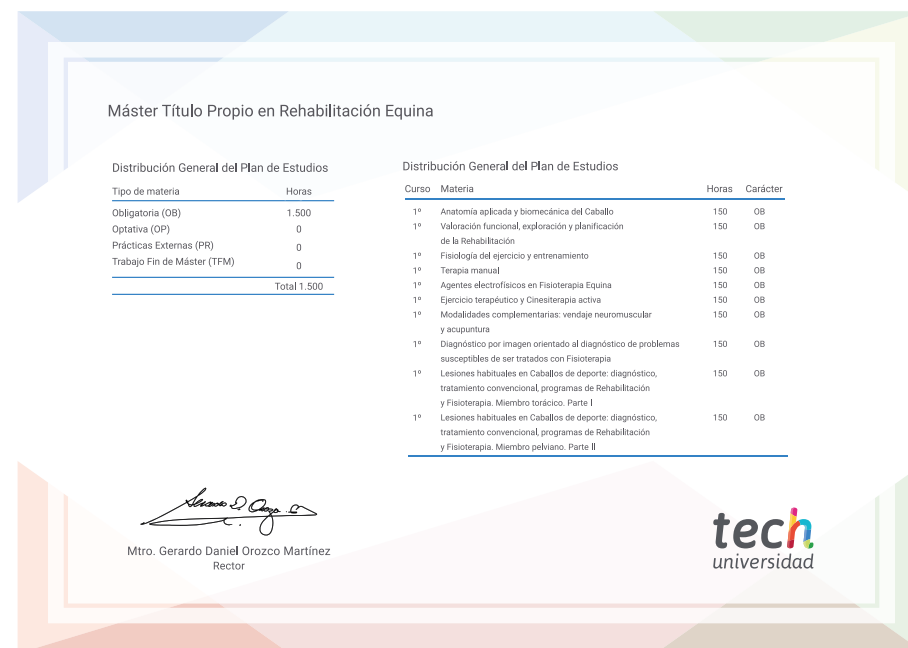 Máster Título Propio en Rehabilitación Equina
Distribución General del Plan de Estudios
Tipo de materia Horas
Obligatoria (OB) 1.500
Optativa (OP) 0
Prácticas Externas (PR) 0
Trabajo Fin de Máster (TFM) 0
Total 1.500
Distribución General del Plan de Estudios
Curso Materia Horas Carácter
1º Anatomía aplicada y biomecánica del Caballo 150 OB
1º Valoración funcional, exploración y planificación 150 OB
de la Rehabilitación
1º Fisiología del ejercicio y entrenamiento 150 OB
1º Terapia manual 150 OB
1º Agentes electrofísicos en Fisioterapia Equina 150 OB
1º Ejercicio terapéutico y Cinesiterapia activa 150 OB
1º Modalidades complementarias: vendaje neuromuscular 150 OB
y acupuntura
1º Diagnóstico por imagen orientado al diagnóstico de problemas 150 OB
susceptibles de ser tratados con Fisioterapia
1º Lesiones habituales en Caballos de deporte: diagnóstico, 150 OB
tratamiento convencional, programas de Rehabilitación
y Fisioterapia. Miembro torácico. Parte I
1º Lesiones habituales en Caballos de deporte: diagnóstico, 150 OB
tratamiento convencional, programas de Rehabilitación
y Fisioterapia. Miembro pelviano. Parte II
Mtro. Gerardo Daniel Orozco Martínez
Rector
tech
universidad